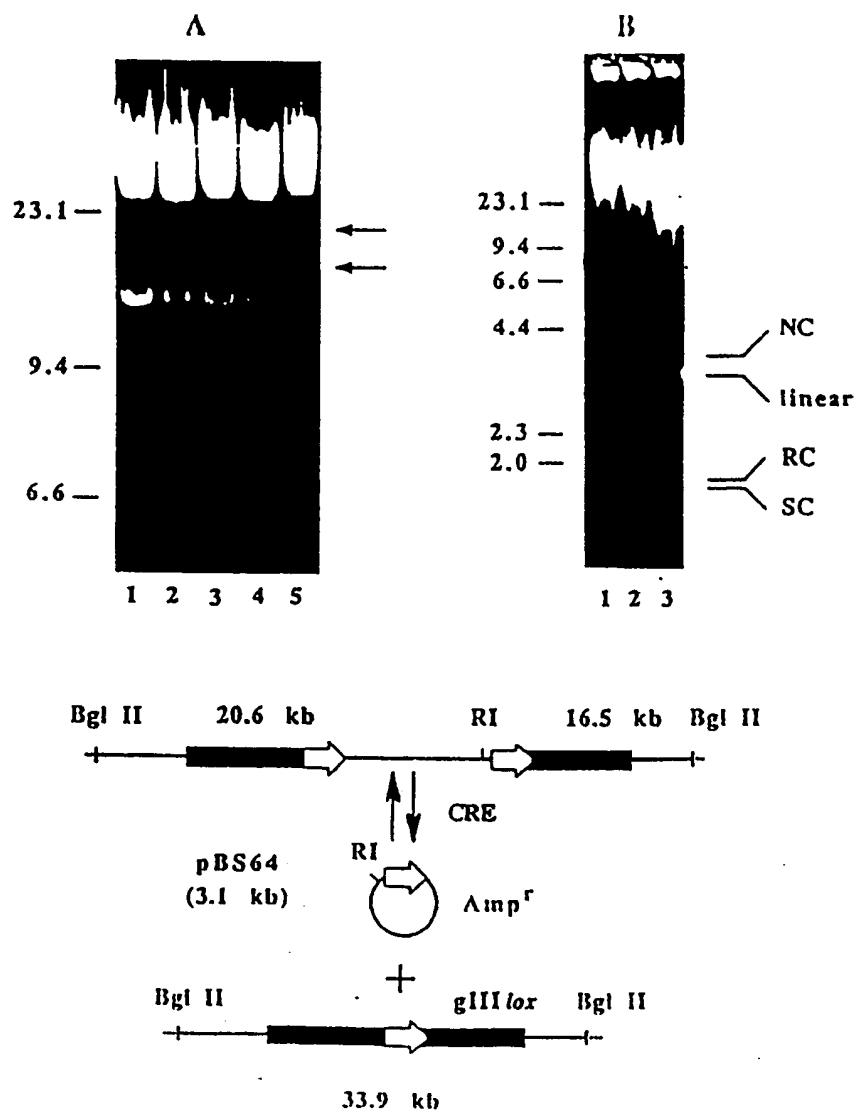 A
B
23.1
9.4
6.6
1 2 3 4 5
23.1
9.4
6.6
4.4
2.3
2.0
NC
linear
RC
SC
1 2 3
Bgl II 20.6 kb RI 16.5 kb Bgl II
CRE
RI
pBS64
(3.1 kb)
Ampr
+
Bgl II gIIIlox Bgl II
33.9 kb